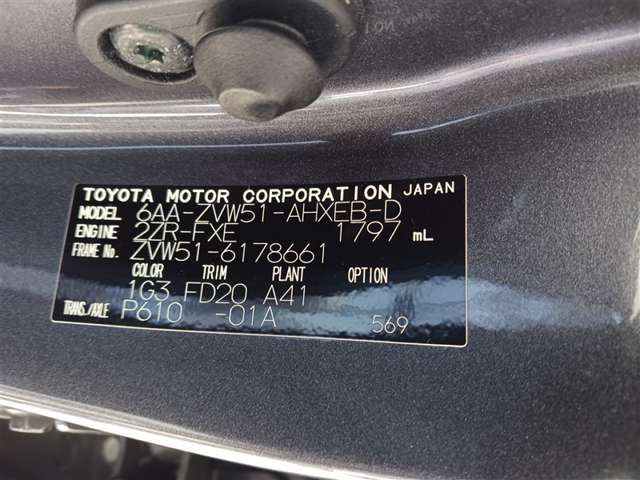 TOYOTA MOTOR CORPORATION JAPAN
MODEL 6AA-ZVW51-AHXEB-D
ENGINE 2ZR-FXE 1797 mL
FRAME No. ZVW51-6178661
COLOR TRIM PLANT OPTION
1G3 FD20 A41
TRANS./AXLE P610 -01A 569